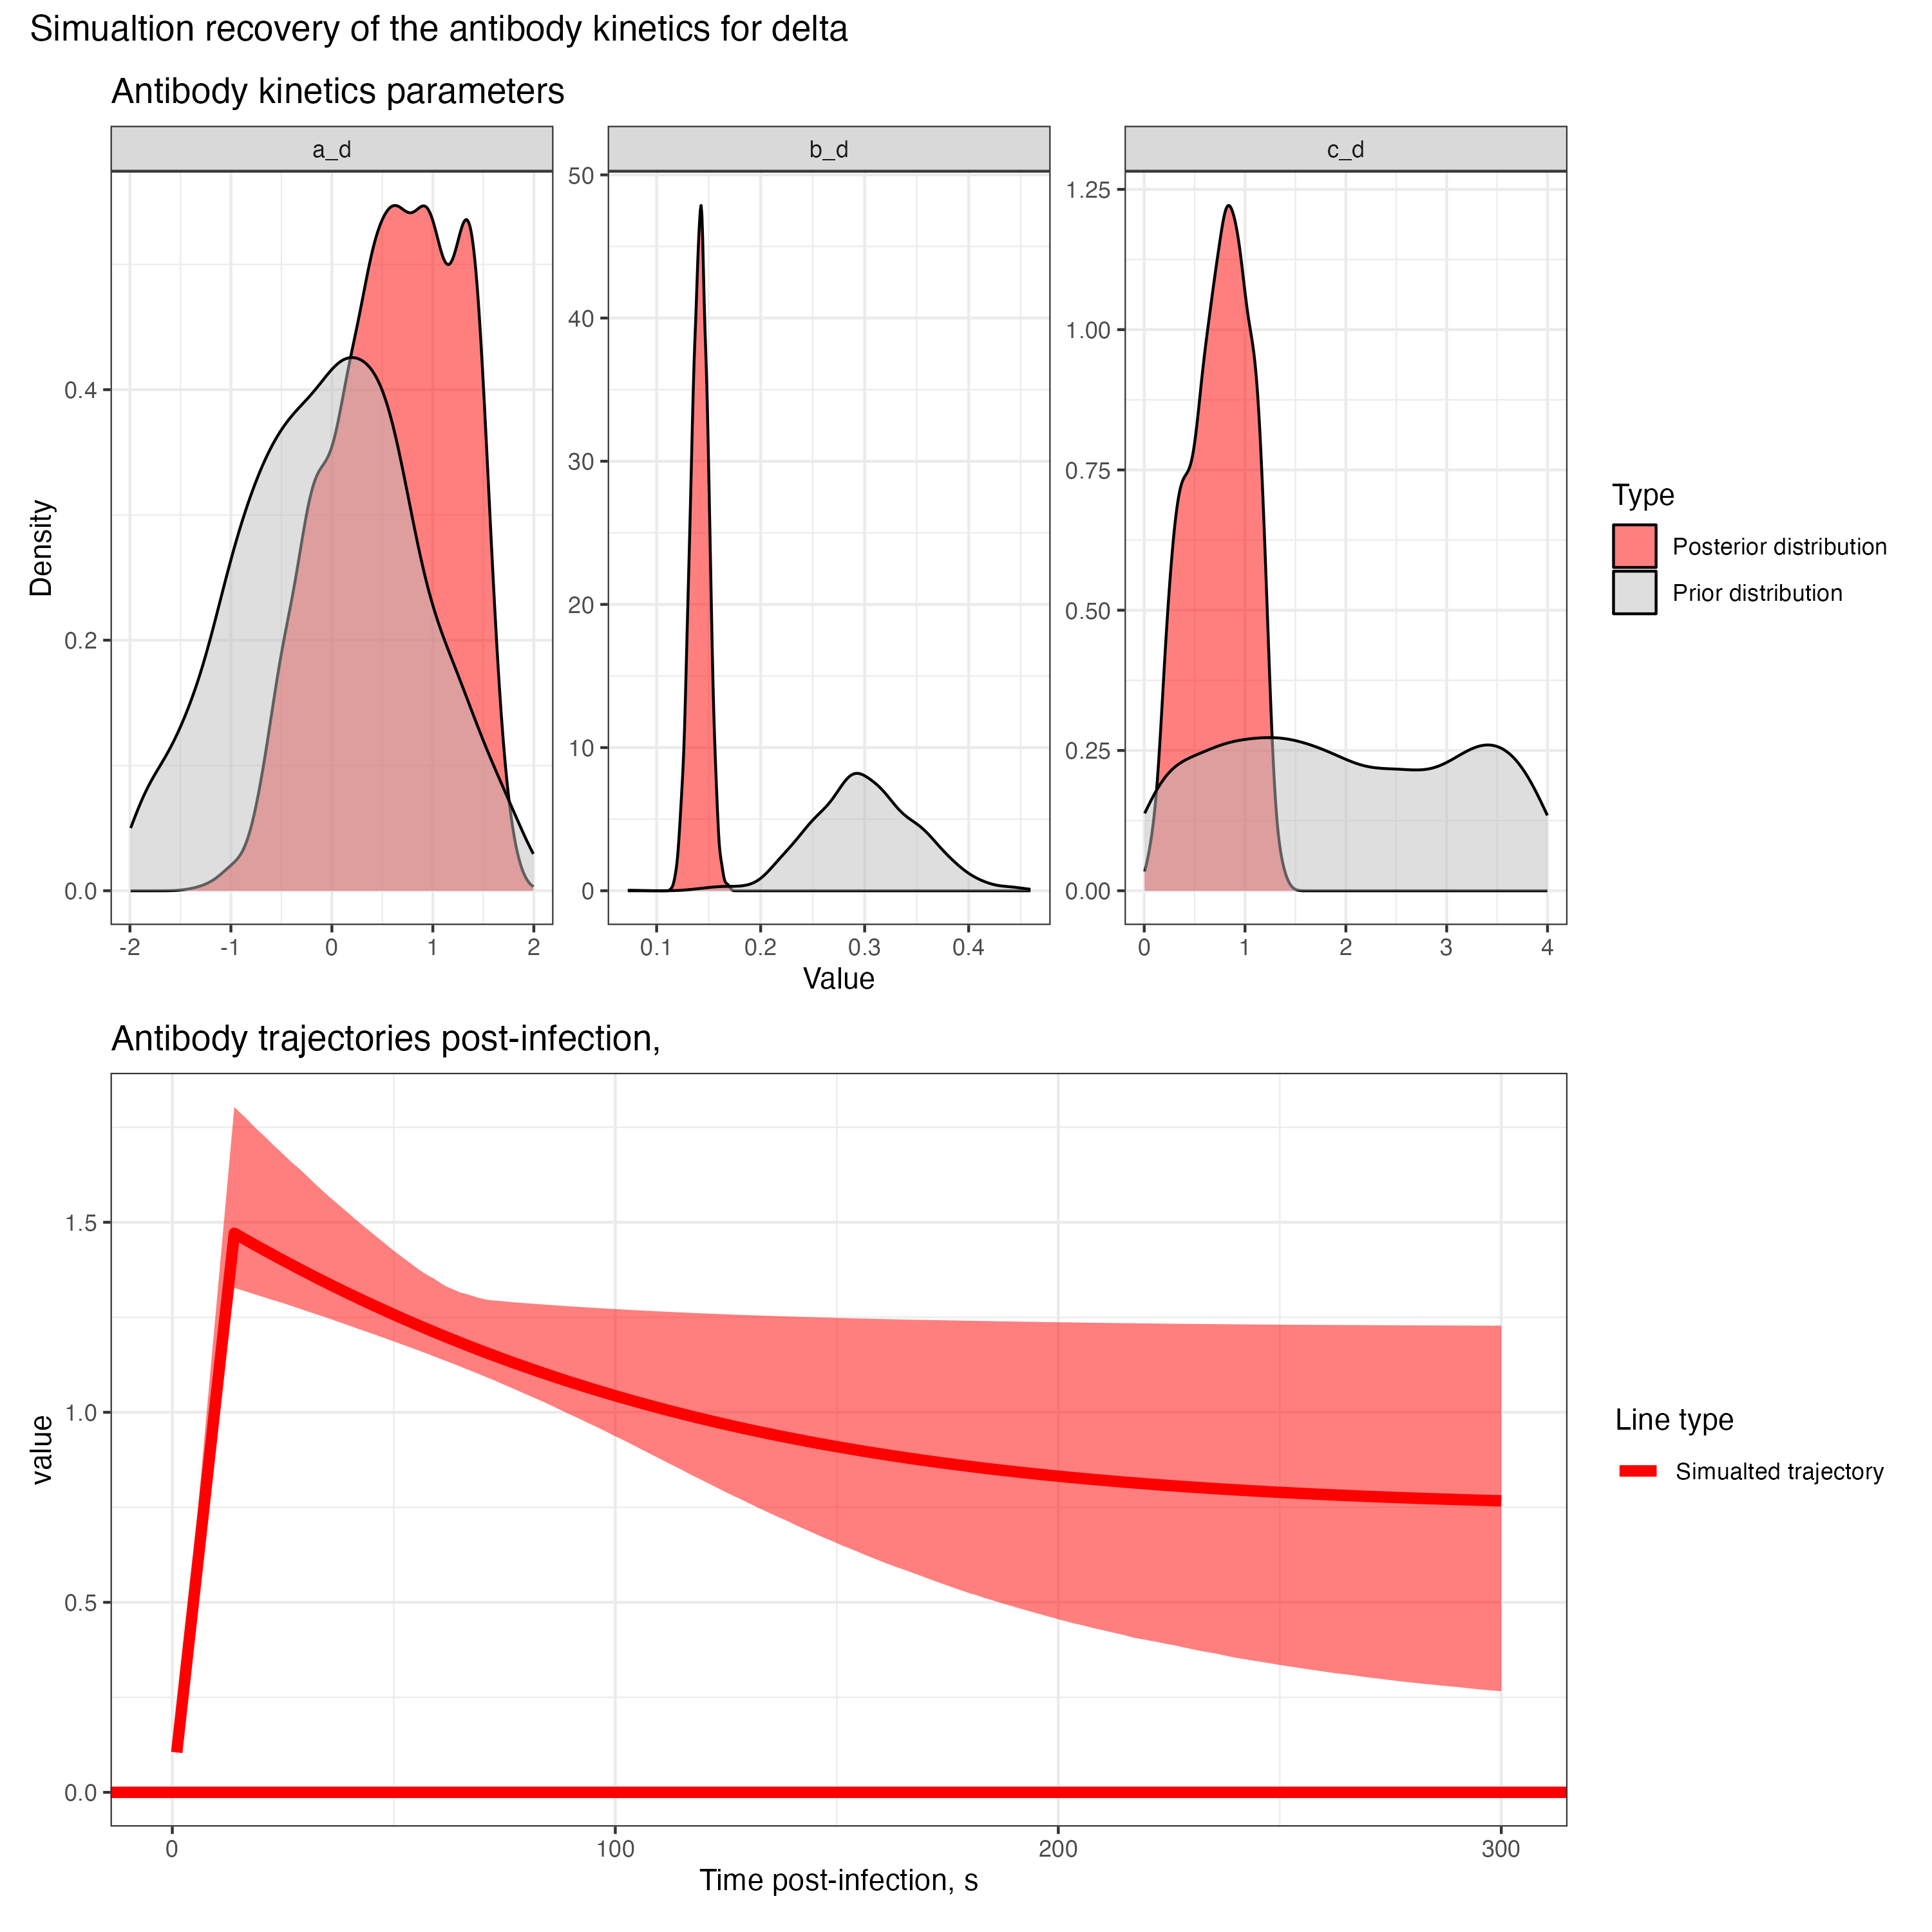 Simualtion recovery of the antibody kinetics for delta
Antibody kinetics parameters
a_d
b_d
c_d
Density
0.4
0.2
0.0
50
40
30
20
10
0
1.25
1.00
0.75
0.50
0.25
0.00
-2 -1 0 1 2
0.1 0.2 0.3 0.4
0 1 2 3 4
Value
Type
Posterior distribution
Prior distribution
Antibody trajectories post-infection,
value
1.5
1.0
0.5
0.0
0 100 200 300
Time post-infection, s
Line type
Simualted trajectory